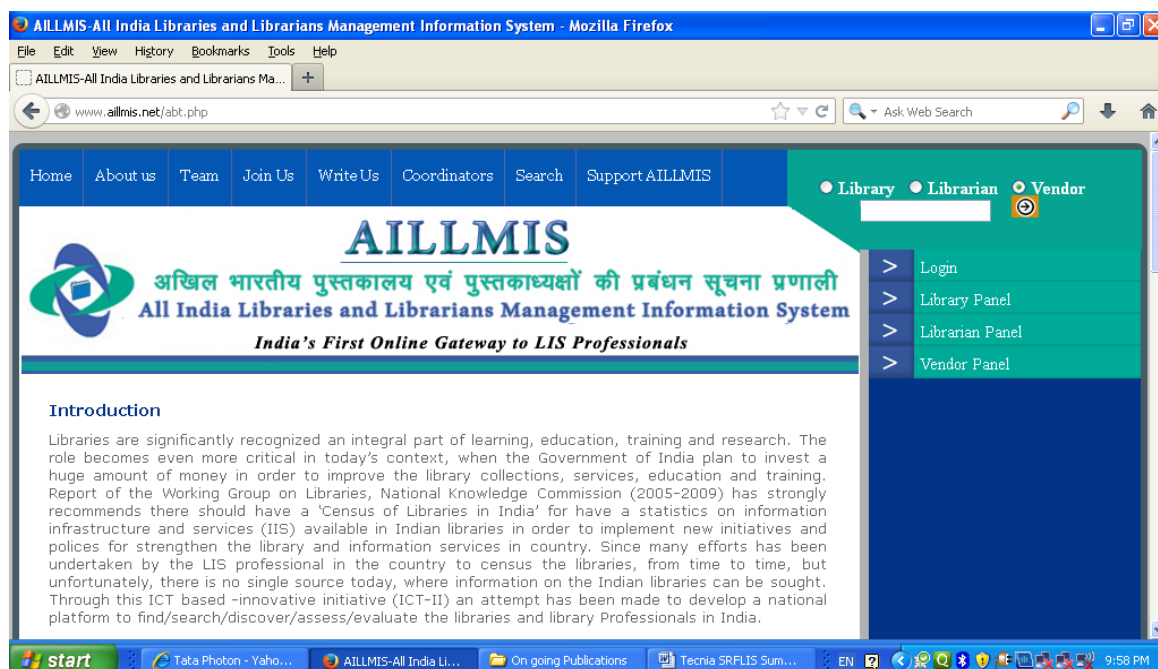 AILLMIS-All India Libraries and Librarians Management Information System - Mozilla Firefox
File Edit View History Bookmarks Tools Help
AILLMIS-All India Libraries and Librarians Ma... +
www.aillmis.net/abt.php
Ask Web Search
Home About us Team Join Us Write Us Coordinators Search Support AILLMIS
Library Librarian Vendor
AILLMIS
अखिल भारतीय पुस्तकालय एवं पुस्तकाध्यक्षों की प्रबंधन सूचना प्रणाली
All India Libraries and Librarians Management Information System
India's First Online Gateway to LIS Professionals
> Login
> Library Panel
> Librarian Panel
> Vendor Panel
Introduction
Libraries are significantly recognized an integral part of learning, education, training and research. The
role becomes even more critical in today's context, when the Government of India plan to invest a
huge amount of money in order to improve the library collections, services, education and training.
Report of the Working Group on Libraries, National Knowledge Commission (2005-2009) has strongly
recommends there should have a 'Census of Libraries in India' for have a statistics on information
infrastructure and services (IIS) available in Indian libraries in order to implement new initiatives and
polices for strengthen the library and information services in country. Since many efforts has been
undertaken by the LIS professional in the country to census the libraries, from time to time, but
unfortunately, there is no single source today, where information on the Indian libraries can be sought.
Through this ICT based -innovative initiative (ICT-II) an attempt has been made to develop a national
platform to find/search/discover/assess/evaluate the libraries and library Professionals in India.
start Tata Photon - Yaho... AILLMIS-All India Li... On going Publications Tecnia SRFLIS Sum... EN 9:58 PM